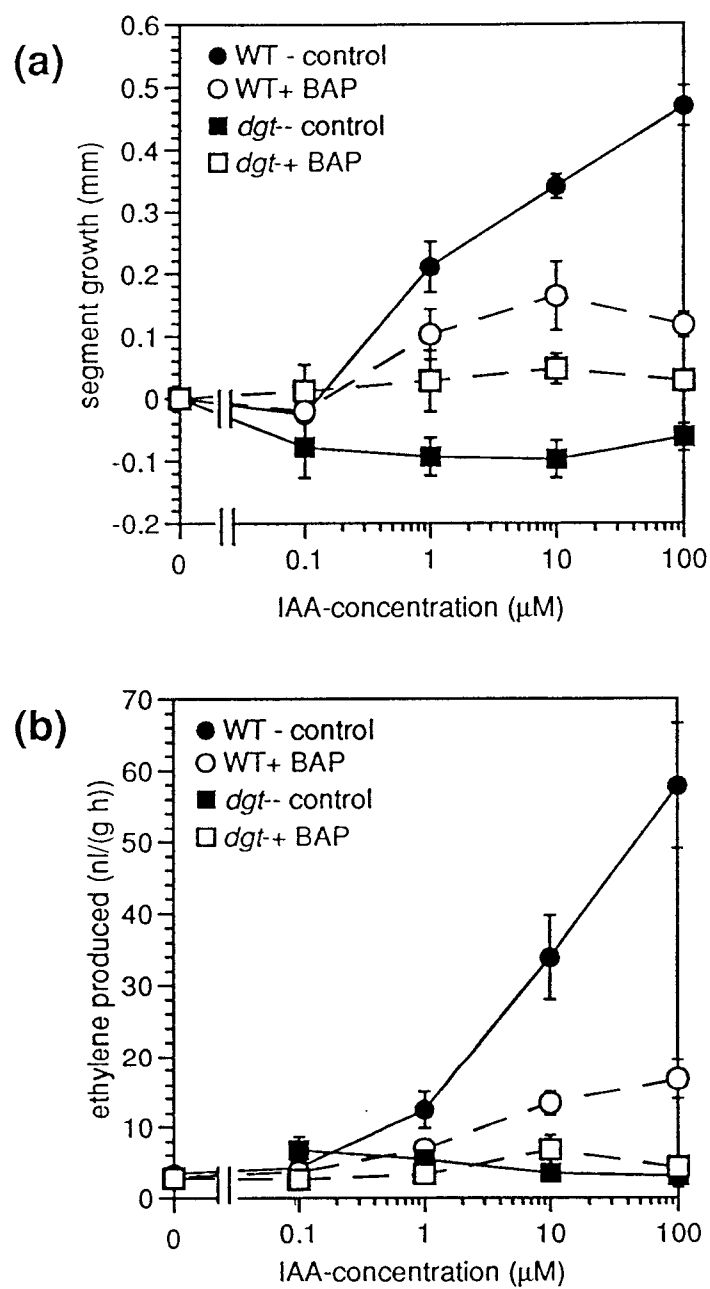 (a)
WT - control
WT+ BAP
dgt-- control
dgt-+ BAP
segment growth (mm)
0.6
0.5
0.4
0.3
0.2
0.1
0
-0.1
-0.2
0 0.1 1 10 100
IAA-concentration (μM)
(b)
WT - control
WT+ BAP
dgt-- control
dgt-+ BAP
ethylene produced (nl/(g h))
70
60
50
40
30
20
10
0
0 0.1 1 10 100
IAA-concentration (μM)